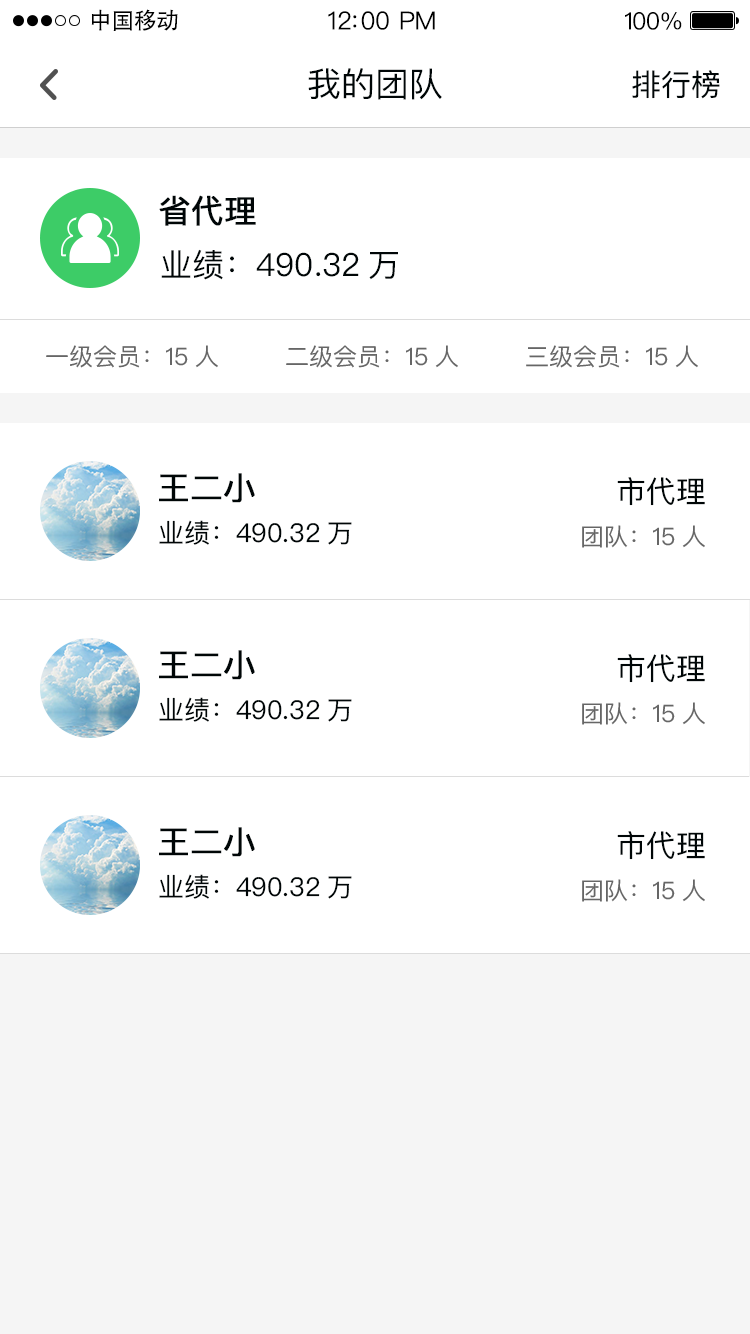 中国移动 12:00 PM 100%
我的团队 排行榜
省代理
业绩：490.32 万
一级会员：15 人 二级会员：15 人 三级会员：15 人
王二小 市代理
业绩：490.32 万 团队：15 人
王二小 市代理
业绩：490.32 万 团队：15 人
王二小 市代理
业绩：490.32 万 团队：15 人